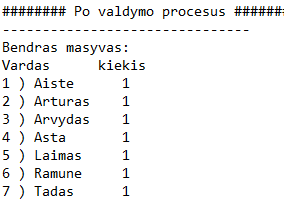 ######## Po valdymo procesus #######
-------------------------------
Bendras masyvas:
Vardas      kiekis
1 ) Aiste      1
2 ) Arturas    1
3 ) Arvydas    1
4 ) Asta       1
5 ) Laimas     1
6 ) Ramune     1
7 ) Tadas      1